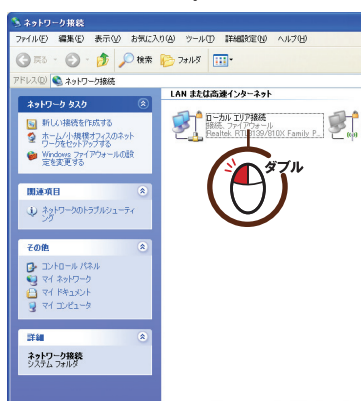 ネットワーク接続
ファイル(F) 編集(E) 表示(V) お気に入り(A) ツール(T) 詳細設定(N) ヘルプ(H)
戻る 検索 フォルダ
アドレス(D) ネットワーク接続
ネットワーク タスク
新しい接続を作成する
ホーム/小規模オフィスのネット
ワークをセットアップする
Windows ファイアウォールの設
定を変更する
関連項目
ネットワークのトラブルシューティ
ング
その他
コントロール パネル
マイ ネットワーク
マイ ドキュメント
マイ コンピュータ
詳細
ネットワーク接続
システム フォルダ
LAN または高速インターネット
ローカル エリア接続
接続、ファイアウォール
Realtek RTL8139/810X Family P...
ダブル